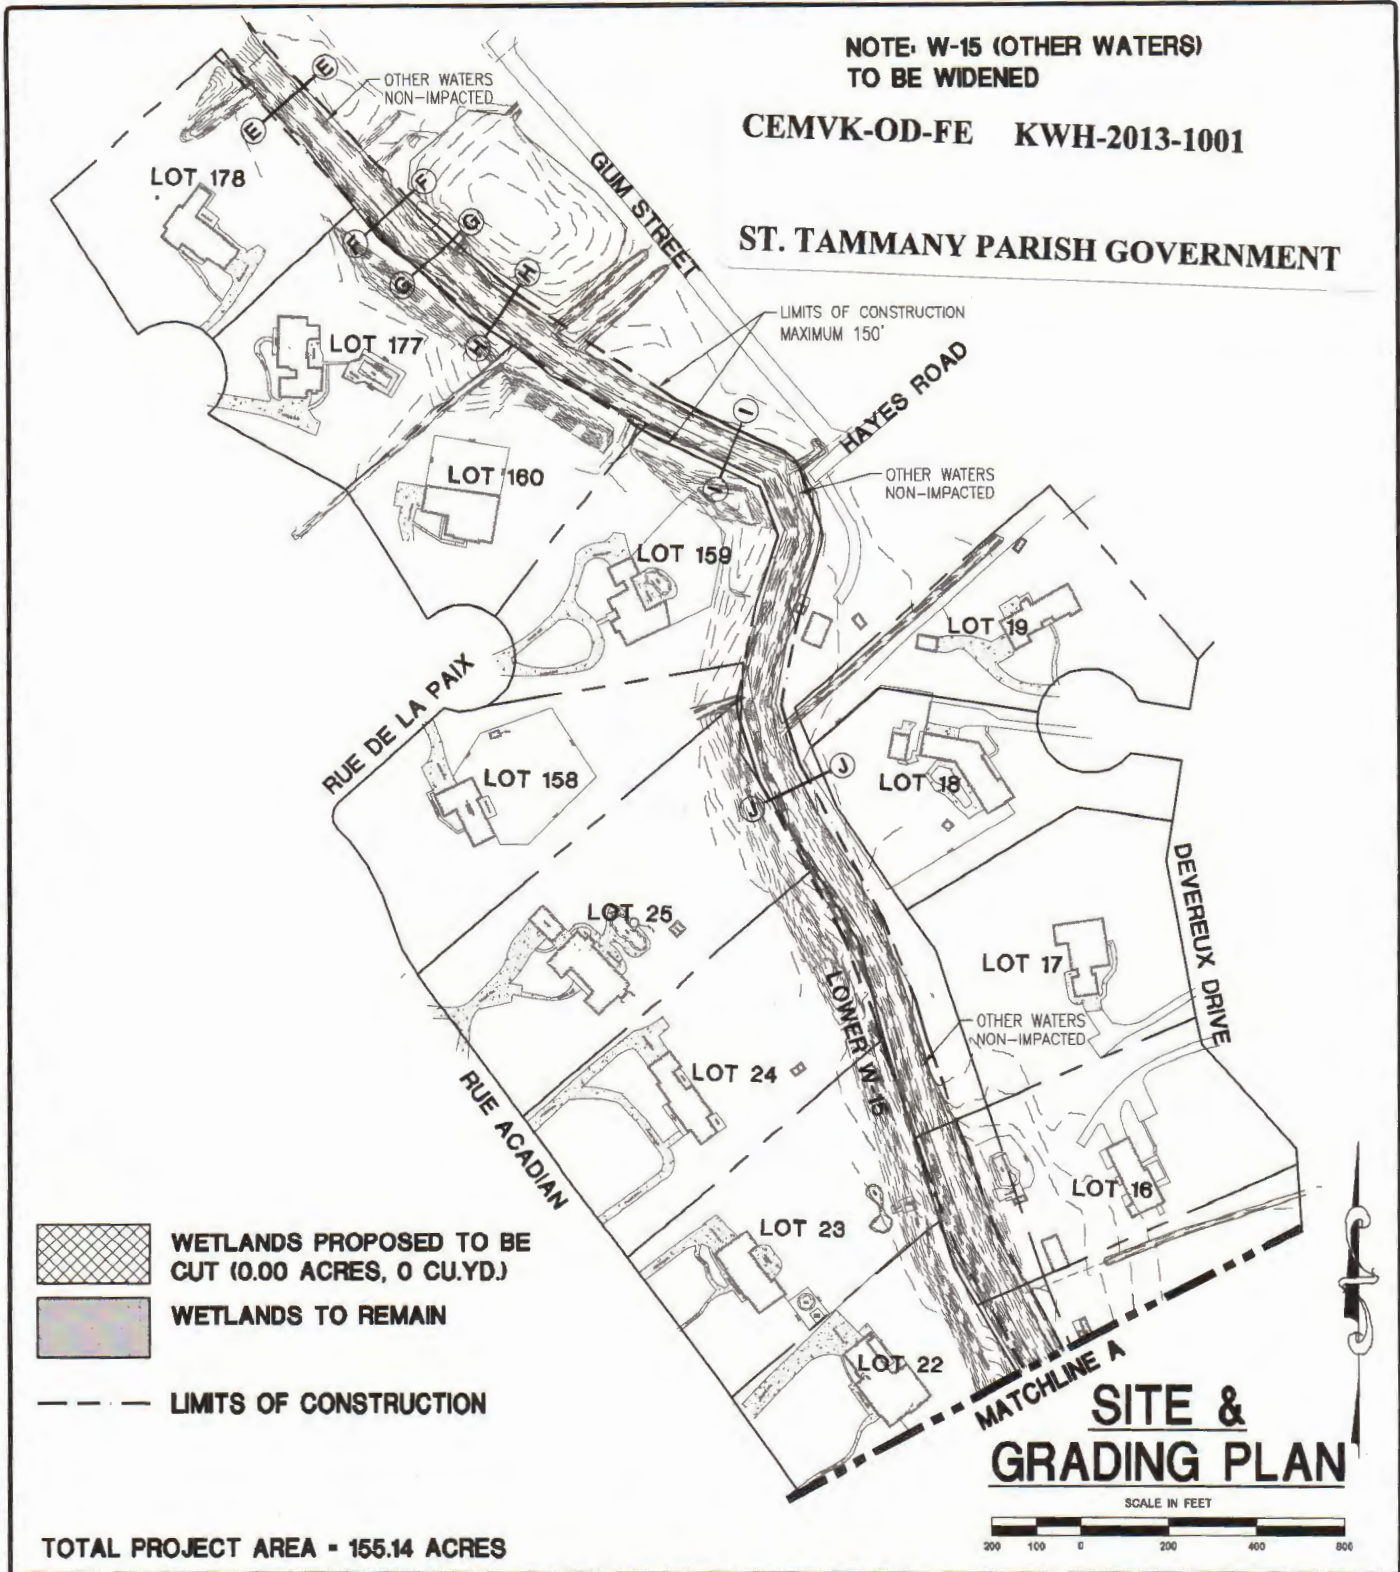 NOTE: W-15 (OTHER WATERS)
TO BE WIDENED
CEMVK-OD-FE KWH-2013-1001
ST. TAMMANY PARISH GOVERNMENT
E
E
OTHER WATERS
NON-IMPACTED
LOT 178
GUM STREET
F
F
G
G
H
H
LIMITS OF CONSTRUCTION
MAXIMUM 150'
LOT 177
HAYES ROAD
I
LOT 160
OTHER WATERS
NON-IMPACTED
LOT 159
LOT 19
RUE DE LA PAIX
LOT 158
J
J
LOT 18
DEVEREUX DRIVE
LOT 25
LOT 17
LOWER W-15
OTHER WATERS
NON-IMPACTED
LOT 24
RUE ACADIAN
LOT 16
LOT 23
LOT 22
WETLANDS PROPOSED TO BE
CUT (0.00 ACRES, 0 CU.YD.)
WETLANDS TO REMAIN
LIMITS OF CONSTRUCTION
MATCHLINE A
SITE &
GRADING PLAN
SCALE IN FEET
200 100 0 200 400 800
TOTAL PROJECT AREA = 155.14 ACRES